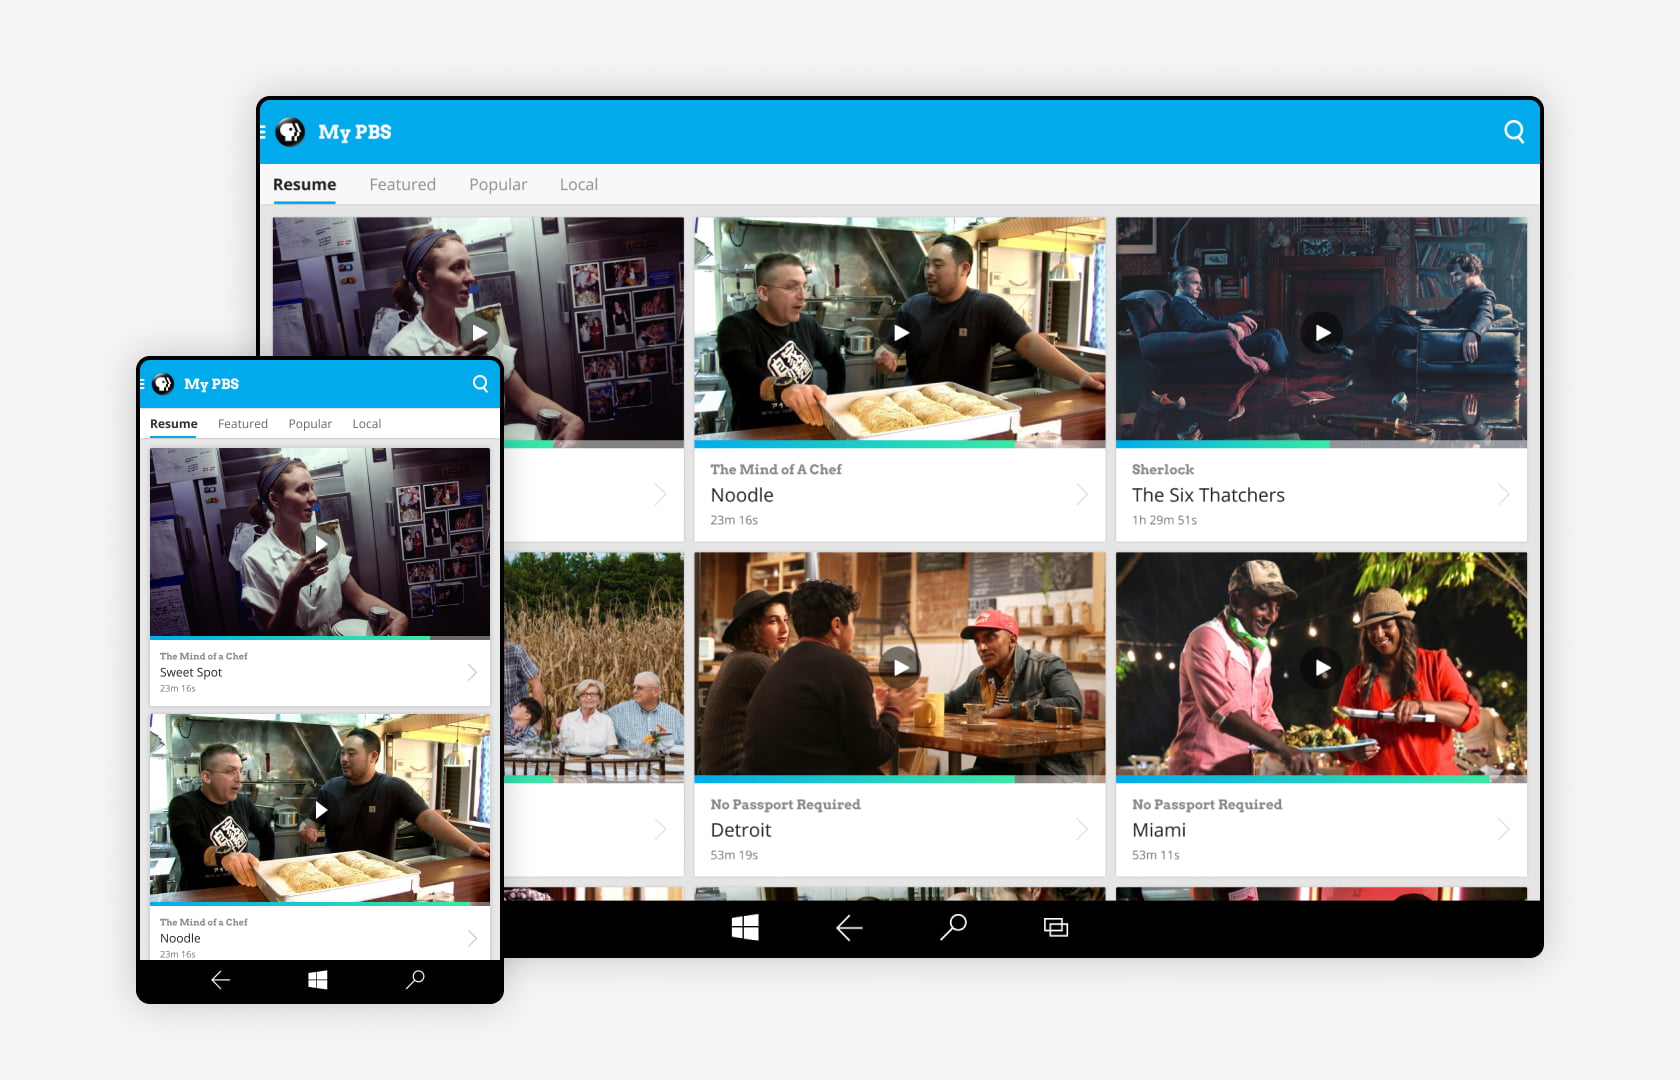 My PBS
Resume Featured Popular Local
The Mind of A Chef
Noodle
23m 16s
Sherlock
The Six Thatchers
1h 29m 51s
No Passport Required
Detroit
53m 19s
No Passport Required
Miami
53m 11s
My PBS
Resume Featured Popular Local
The Mind of a Chef
Sweet Spot
23m 16s
The Mind of a Chef
Noodle
23m 16s